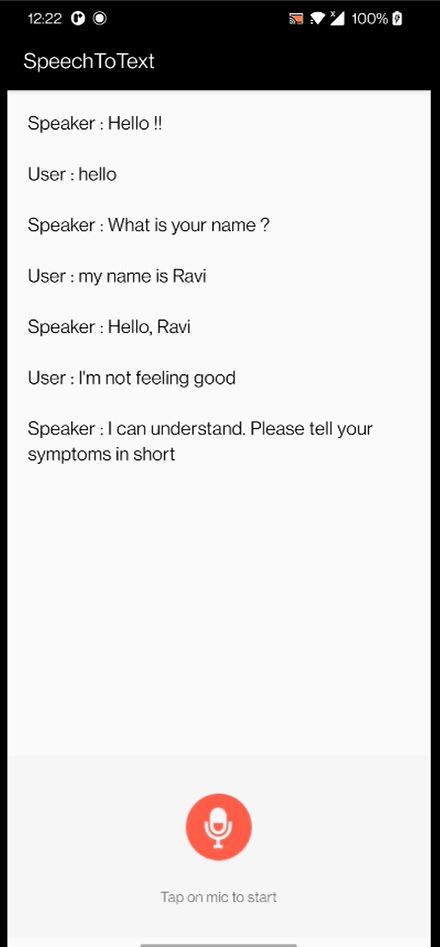 12:22
100%
SpeechToText
Speaker : Hello !!
User : hello
Speaker : What is your name ?
User : my name is Ravi
Speaker : Hello, Ravi
User : I'm not feeling good
Speaker : I can understand. Please tell your
symptoms in short
Tap on mic to start